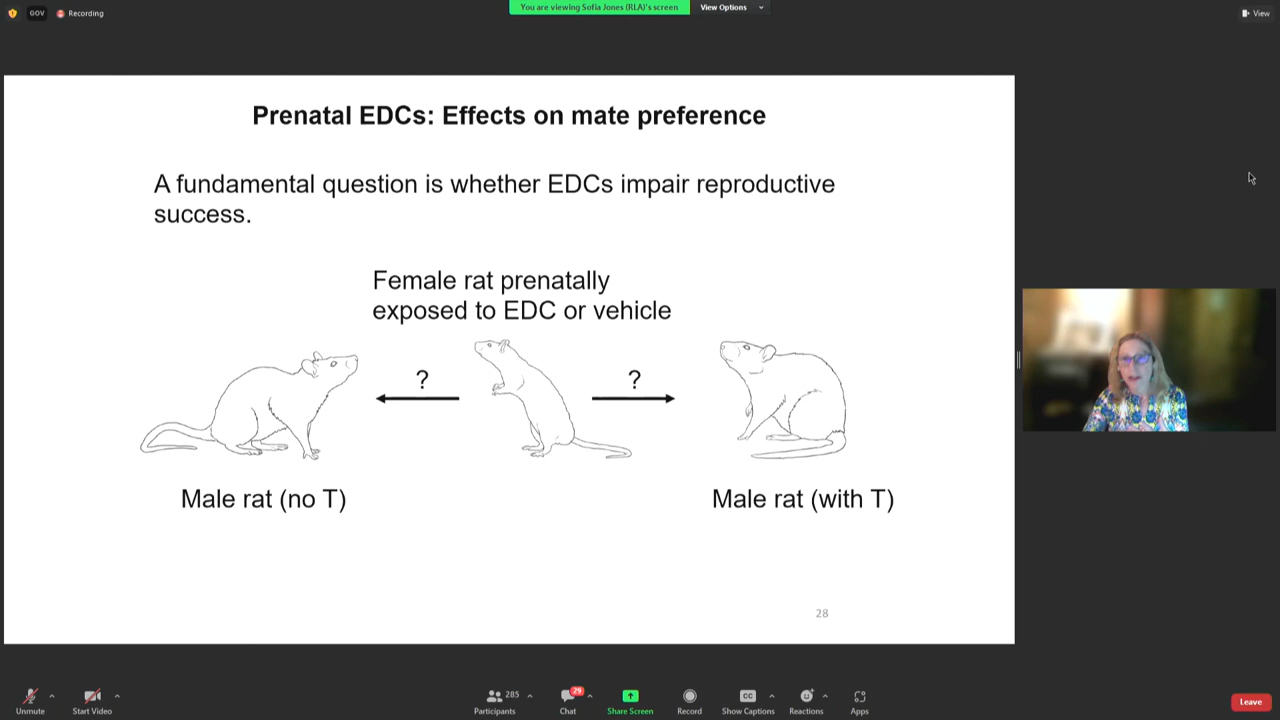 GOV
Recording
You are viewing Sofia Jones (RLA)'s screen
View Options
View
Prenatal EDCs: Effects on mate preference
A fundamental question is whether EDCs impair reproductive
success.
Female rat prenatally
exposed to EDC or vehicle
?
?
Male rat (no T)
Male rat (with T)
28
Unmute
Start Video
285
Participants
29
Chat
Share Screen
Record
CC
Show Captions
Reactions
Apps
Leave